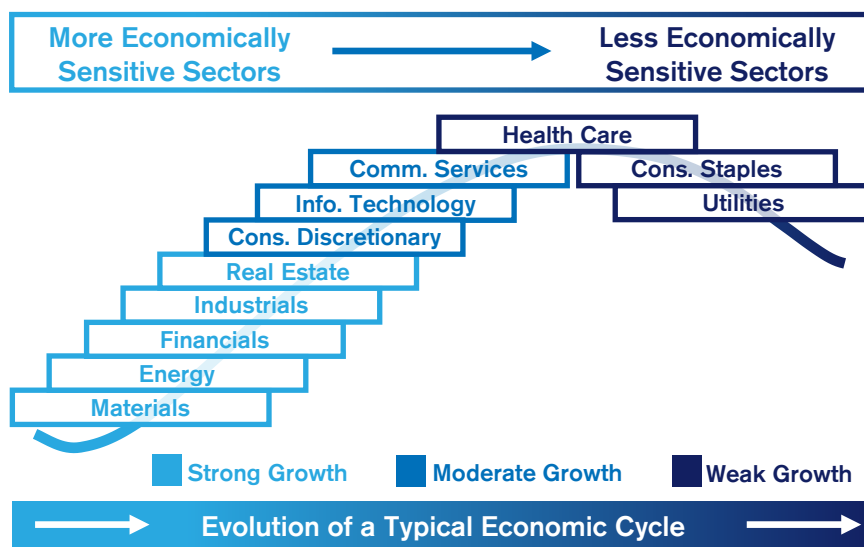 More Economically
Sensitive Sectors
Less Economically
Sensitive Sectors
Health Care
Comm. Services
Cons. Staples
Info. Technology
Utilities
Cons. Discretionary
Real Estate
Industrials
Financials
Energy
Materials
Strong Growth
Moderate Growth
Weak Growth
Evolution of a Typical Economic Cycle